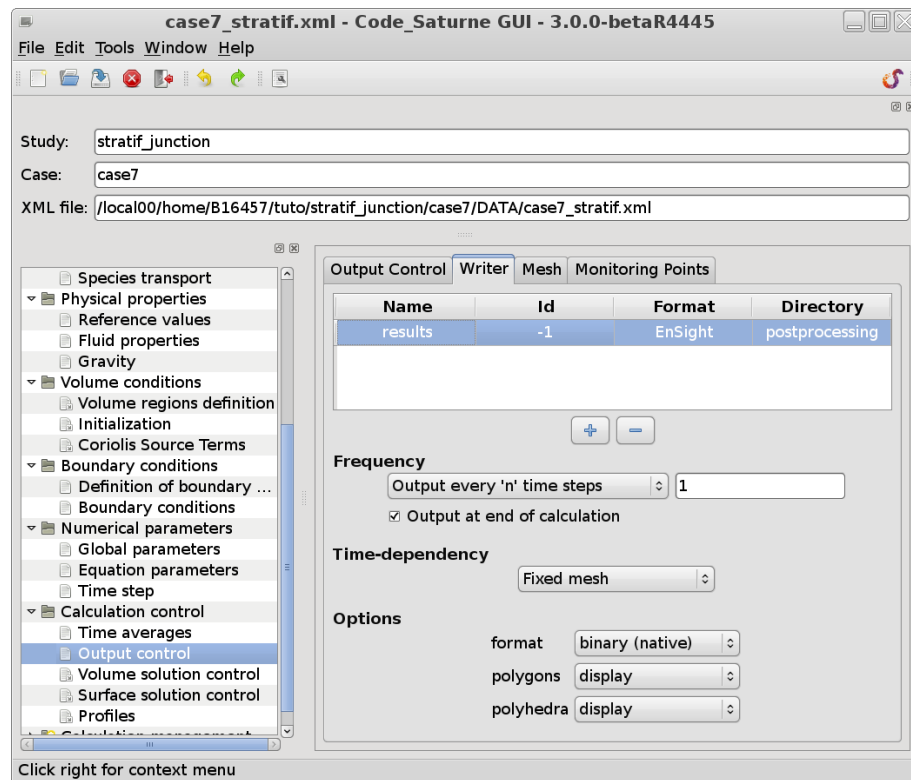 case7_stratif.xml - Code_Saturne GUI - 3.0.0-betaR4445
File Edit Tools Window Help
Study: stratif_junction
Case: case7
XML file: /local00/home/B16457/tuto/stratif_junction/case7/DATA/case7_stratif.xml
Species transport
Physical properties
Reference values
Fluid properties
Gravity
Volume conditions
Volume regions definition
Initialization
Coriolis Source Terms
Boundary conditions
Definition of boundary ...
Boundary conditions
Numerical parameters
Global parameters
Equation parameters
Time step
Calculation control
Time averages
Output control
Volume solution control
Surface solution control
Profiles
Calculation management
Output Control Writer Mesh Monitoring Points
Name Id Format Directory
results -1 EnSight postprocessing
Frequency
Output every 'n' time steps 1
Output at end of calculation
Time-dependency
Fixed mesh
Options
format binary (native)
polygons display
polyhedra display
Click right for context menu